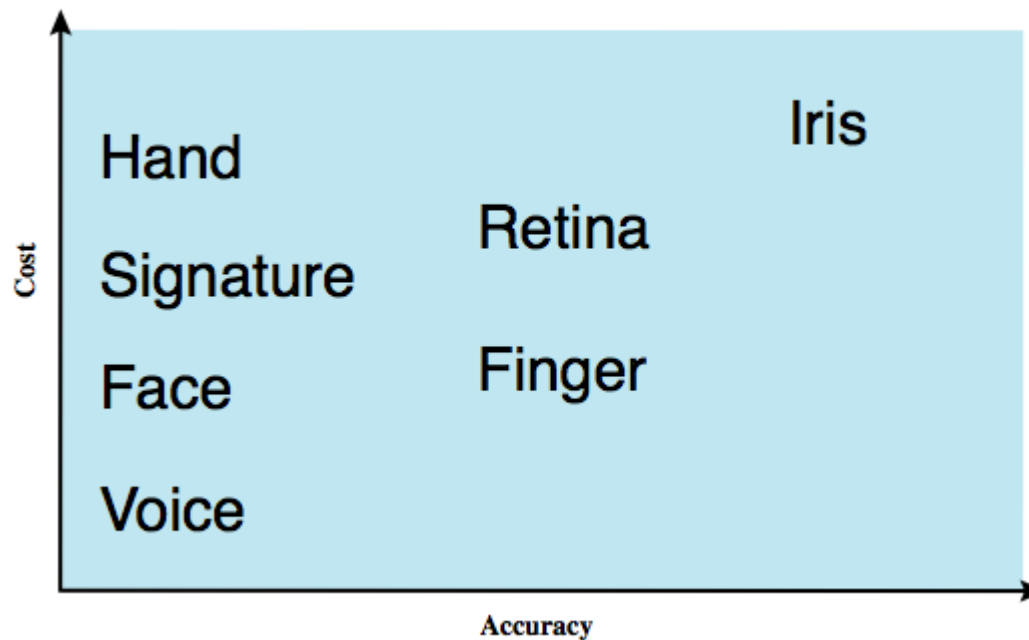 Iris
Hand
Retina
Signature
Finger
Face
Voice
Cost
Accuracy